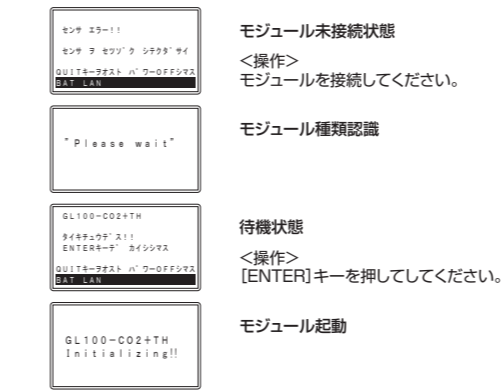 センサ エラー!!
センサ ヲ セツゾク シテクダサイ
QUITキーヲオスト パワーOFFシマス
BAT LAN
モジュール未接続状態
<操作>
モジュールを接続してください。
"Please wait"
モジュール種類認識
GL100-CO2+TH
タイキチュウデス!!
ENTERキーデ カイシシマス
QUITキーヲオスト パワーOFFシマス
BAT LAN
待機状態
<操作>
[ENTER]キーを押してしてください。
GL100-CO2+TH
Initializing!!
モジュール起動